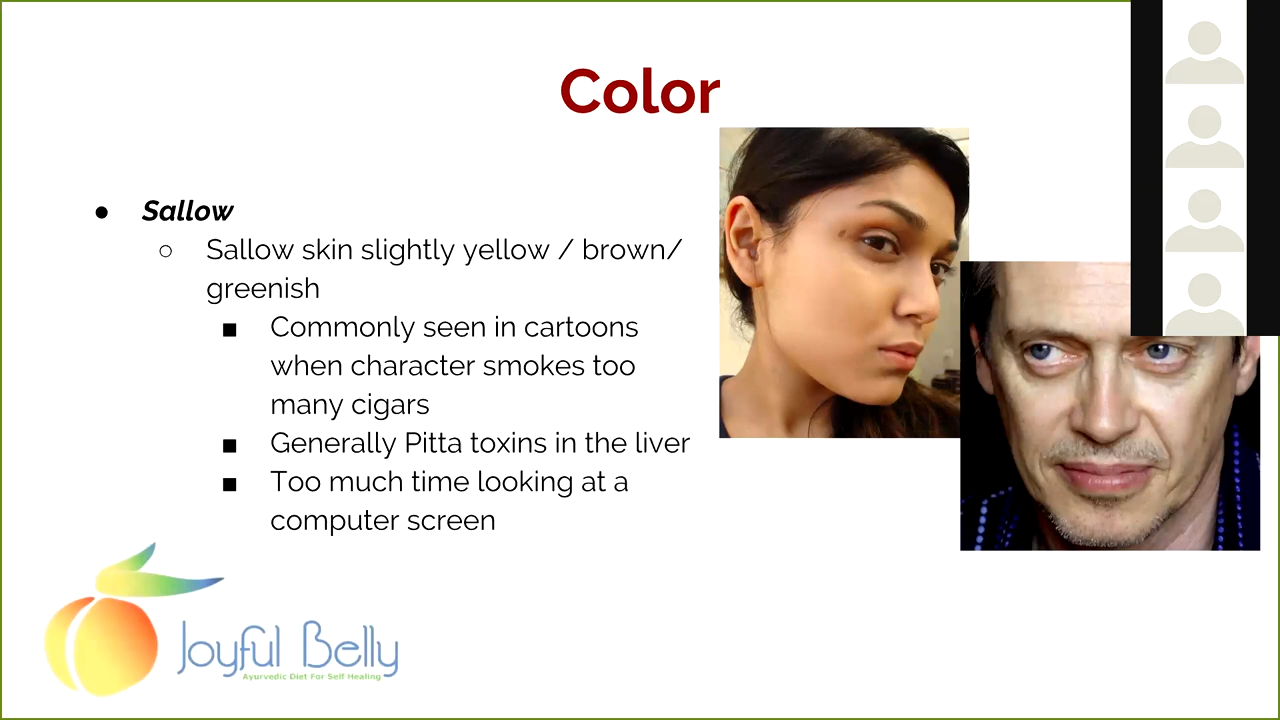 Color
● Sallow
○ Sallow skin slightly yellow / brown/
greenish
■ Commonly seen in cartoons
when character smokes too
many cigars
■ Generally Pitta toxins in the liver
■ Too much time looking at a
computer screen
Joyful Belly
Ayurvedic Diet For Self Healing